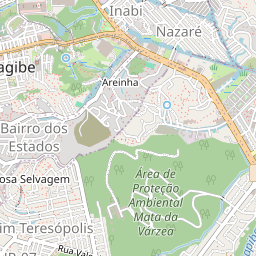 Inabi
Nazaré
agibe
Areinha
Bairro dos
Estados
osa Selvagem
Área de
Proteção
Ambiental
Mata da
Várzea
im Teresópolis
Rua Val